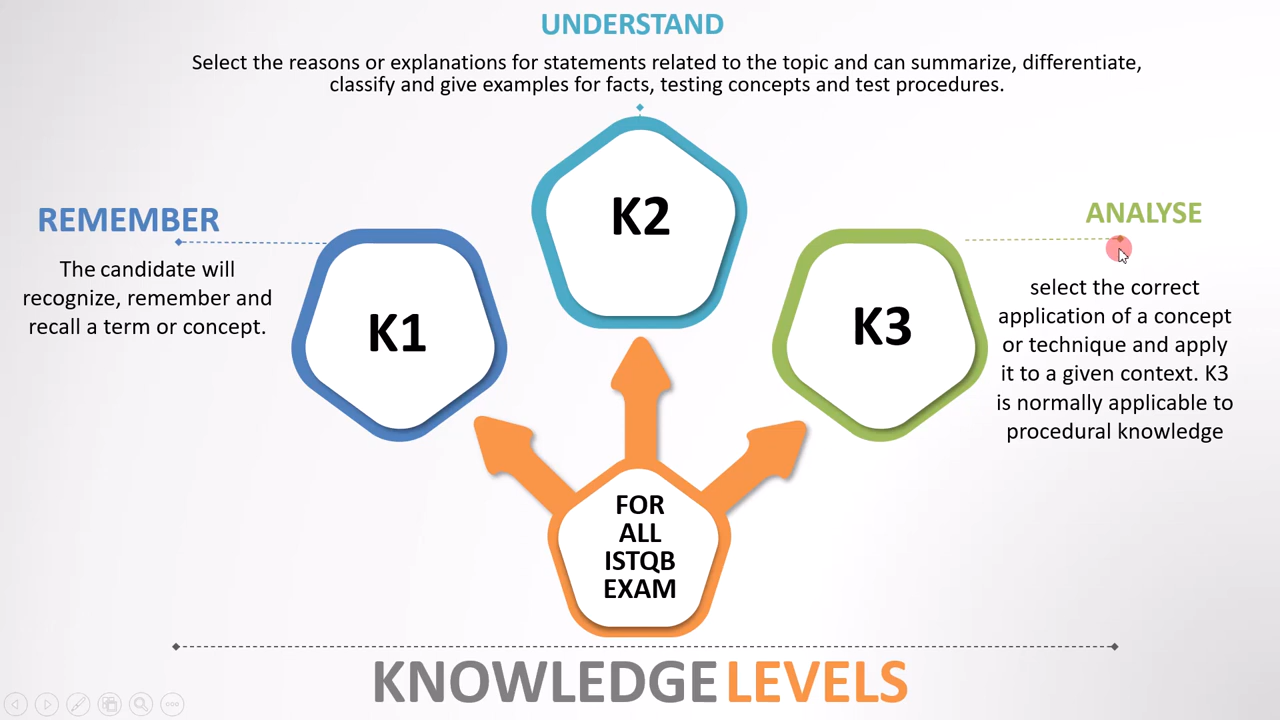 UNDERSTAND
Select the reasons or explanations for statements related to the topic and can summarize, differentiate,
classify and give examples for facts, testing concepts and test procedures.
K2
REMEMBER
The candidate will
recognize, remember and
recall a term or concept.
K1
ANALYSE
select the correct
application of a concept
or technique and apply
it to a given context. K3
is normally applicable to
procedural knowledge
K3
FOR
ALL
ISTQB
EXAM
KNOWLEDGE LEVELS